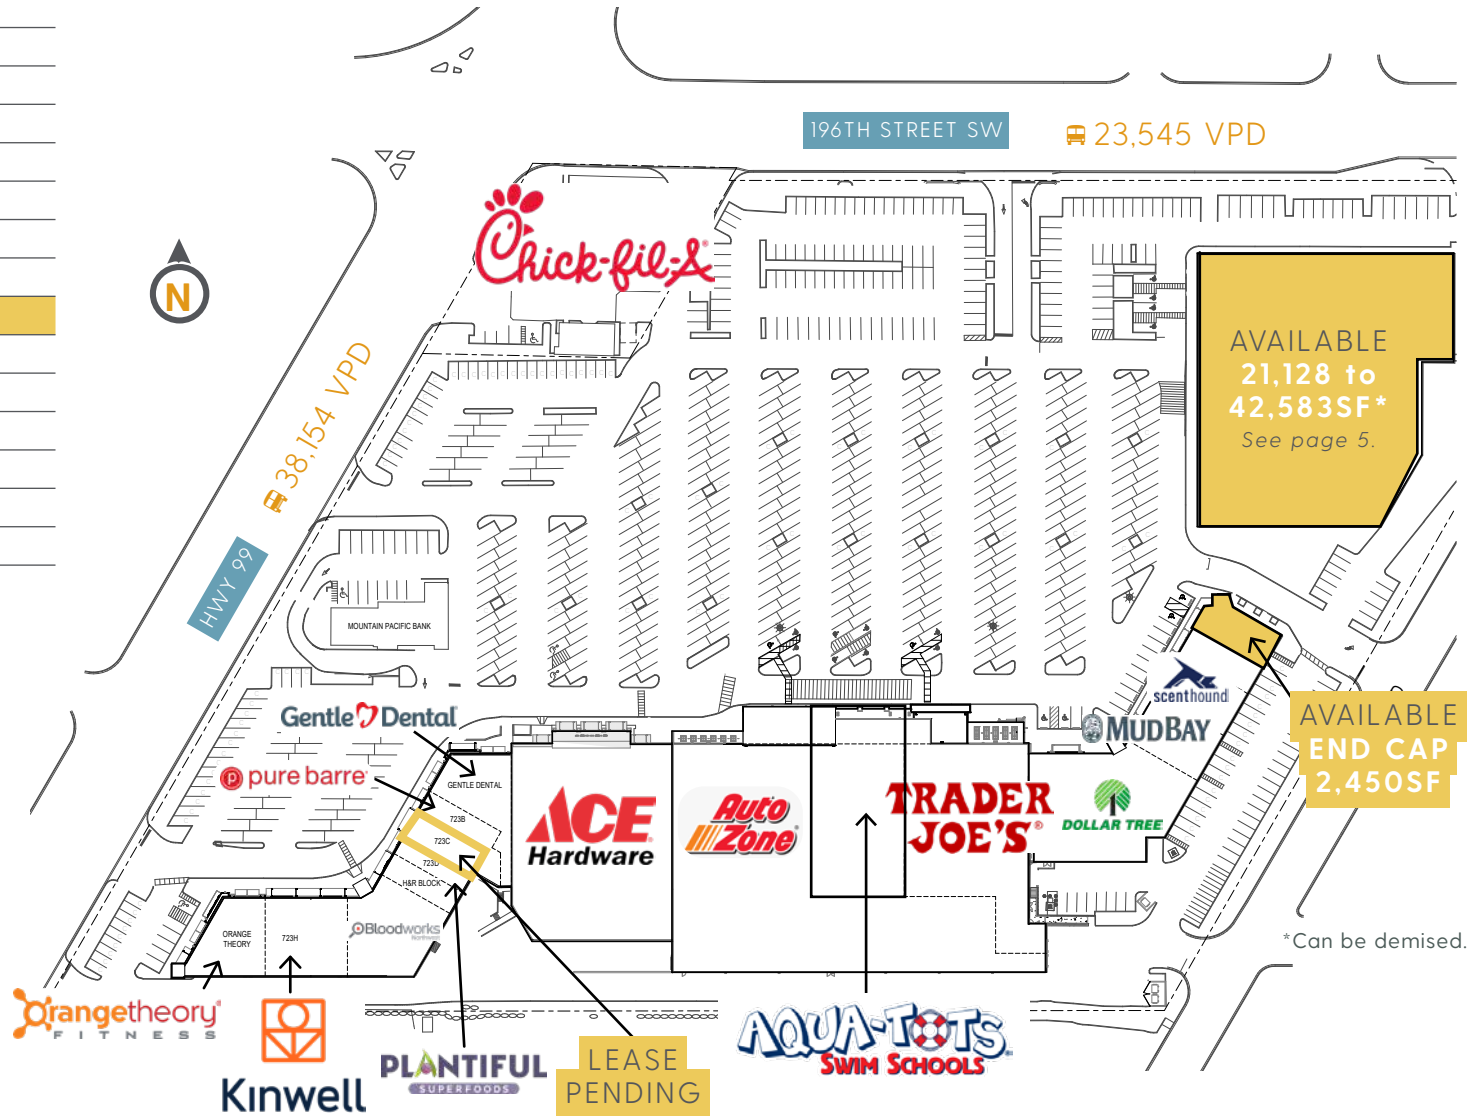 196TH STREET SW
23,545 VPD
Chick-fil-A
N
38,154 VPD
HWY 99
AVAILABLE
21,128 to
42,583SF*
See page 5.
MOUNTAIN PACIFIC BANK
scenthound
MUDBAY
AVAILABLE
END CAP
2,450SF
Gentle Dental
pure barre
GENTLE DENTAL
723B
723C
723D
H&R BLOCK
ACE
Hardware
Auto
Zone
TRADER
JOE'S®
DOLLAR TREE
Bloodworks
Northwest
ORANGE
THEORY
723H
*Can be demised.
Orangetheory
FITNESS
Kinwell
PLANTIFUL
SUPERFOODS
LEASE
PENDING
AQUA-TOTS
SWIM SCHOOLS